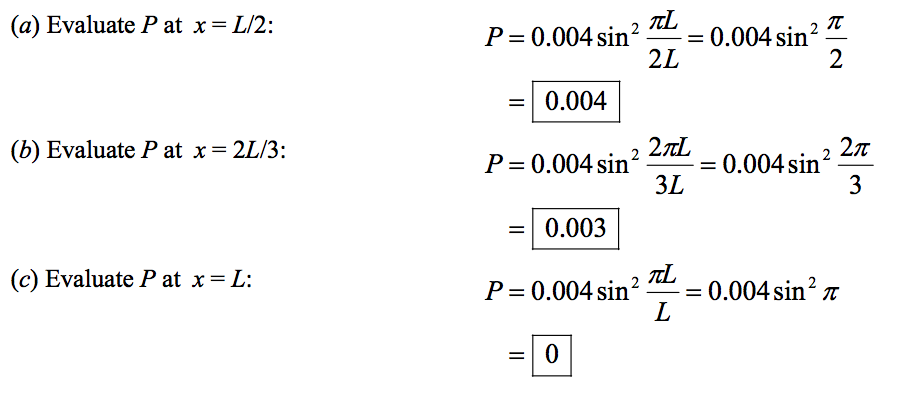 (a) Evaluate P at x = L/2: P = 0.004 sin² πL/2L = 0.004 sin² π/2
= 0.004
(b) Evaluate P at x = 2L/3: P = 0.004 sin² 2πL/3L = 0.004 sin² 2π/3
= 0.003
(c) Evaluate P at x = L: P = 0.004 sin² πL/L = 0.004 sin² π
= 0